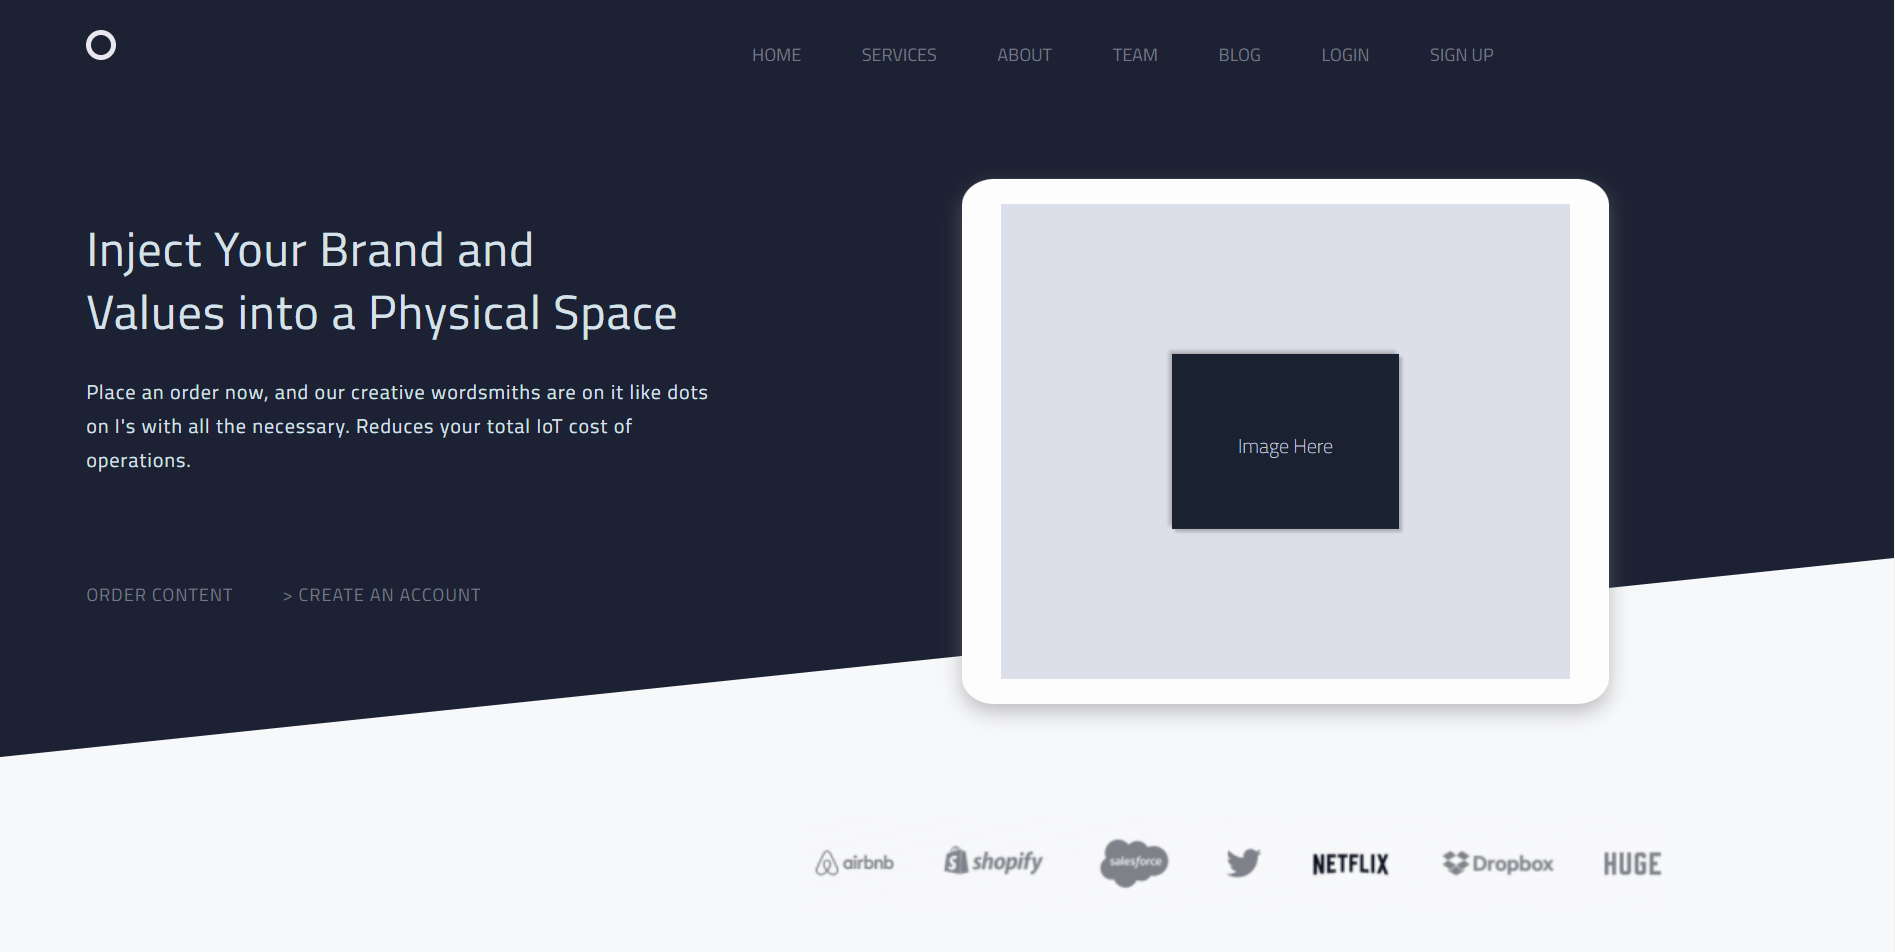 HOME SERVICES ABOUT TEAM BLOG LOGIN SIGN UP
Inject Your Brand and
Values into a Physical Space
Place an order now, and our creative wordsmiths are on it like dots
on I's with all the necessary. Reduces your total IoT cost of
operations.
ORDER CONTENT > CREATE AN ACCOUNT
Image Here
airbnb shopify salesforce NETFLIX Dropbox HUGE